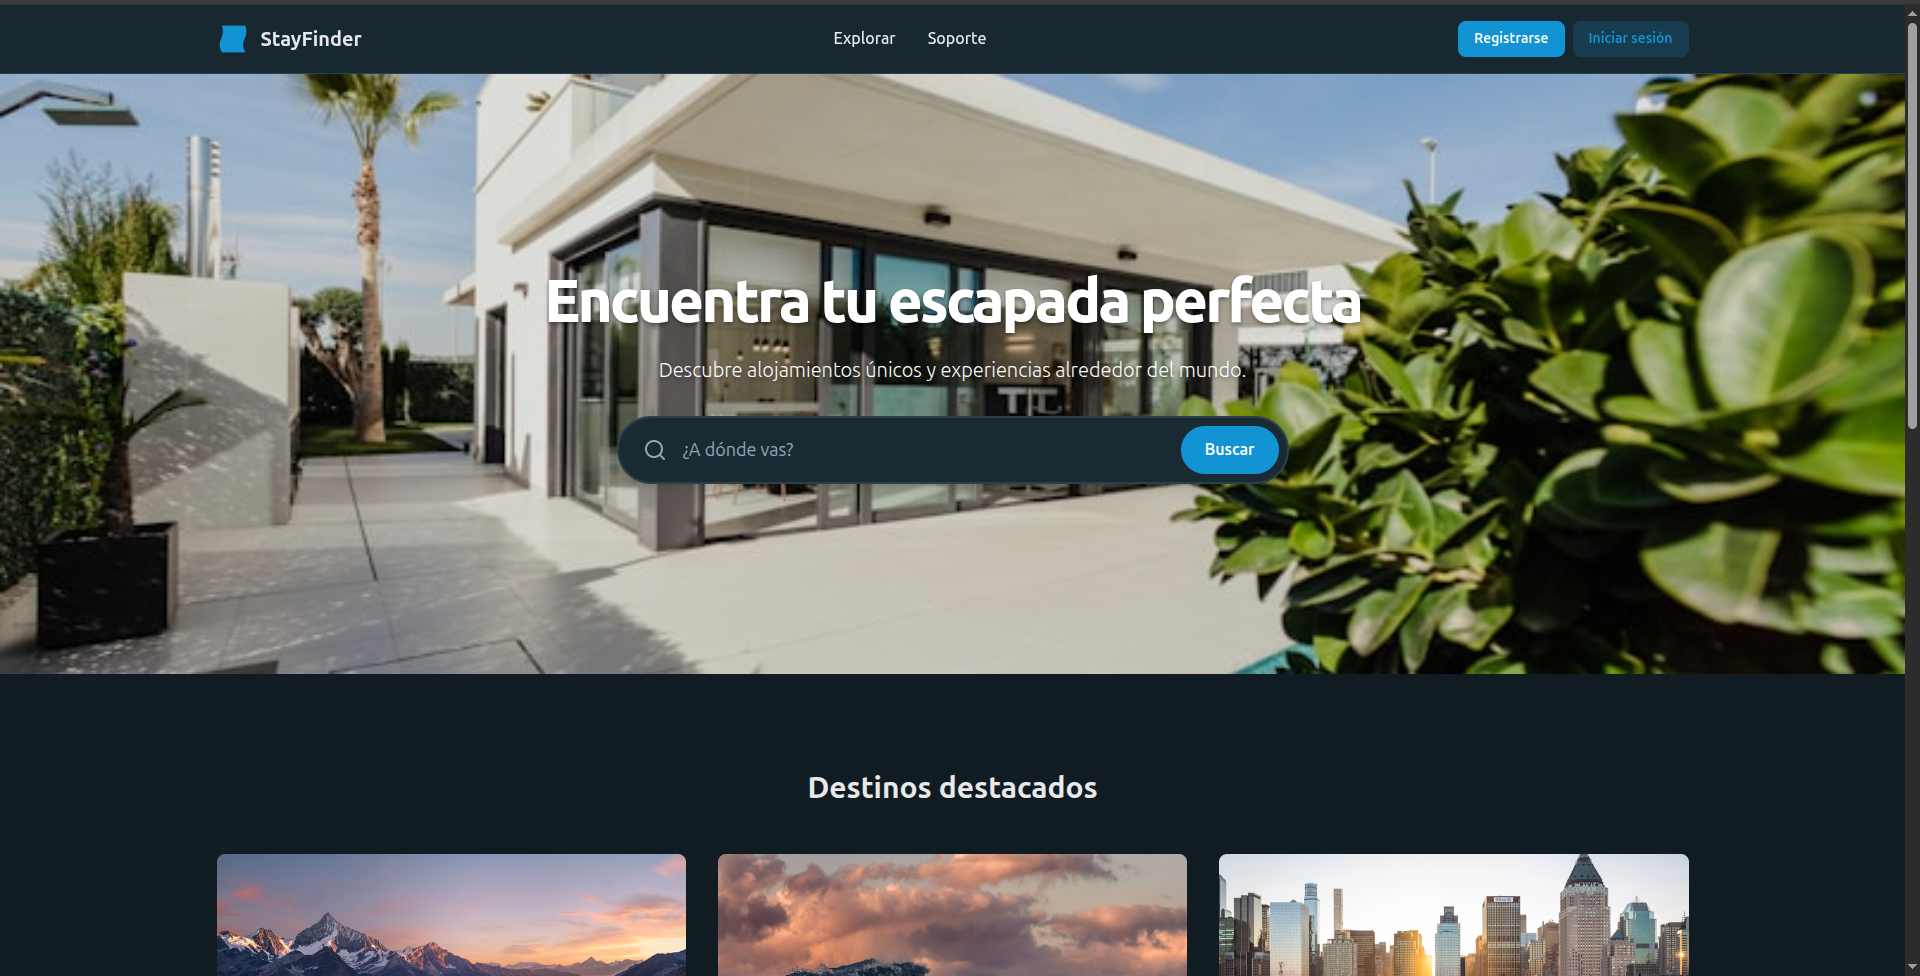 StayFinder
Explorar
Soporte
Registrarse
Iniciar sesión
Encuentra tu escapada perfecta
Descubre alojamientos únicos y experiencias alrededor del mundo.
¿A dónde vas?
Buscar
Destinos destacados